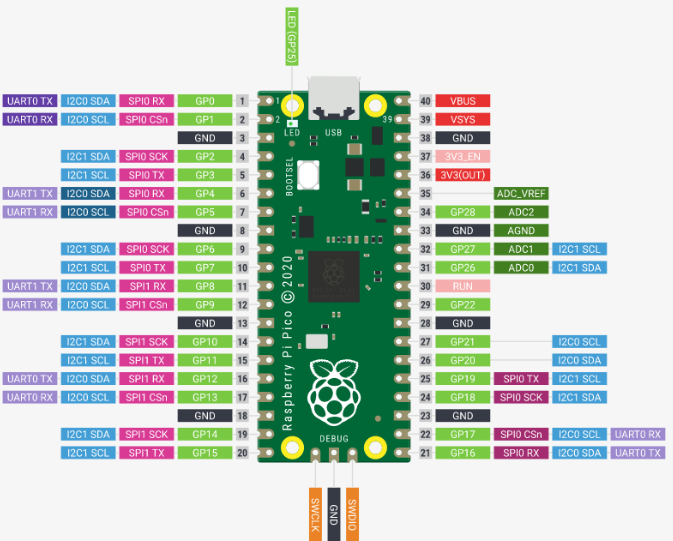 LED (GP25)
UART0 TX I2C0 SDA SPI0 RX GP0 1 1 40 VBUS
UART0 RX I2C0 SCL SPI0 CSn GP1 2 2 39 39 VSYS
LED USB
GND 3 38 GND
I2C1 SDA SPI0 SCK GP2 4 37 3V3_EN
I2C1 SCL SPI0 TX GP3 5 36 3V3(OUT)
BOOTSEL
UART1 TX I2C0 SDA SPI0 RX GP4 6 35 ADC_VREF
UART1 RX I2C0 SCL SPI0 CSn GP5 7 34 GP28 ADC2
GND 8 33 GND AGND
I2C1 SDA SPI0 SCK GP6 9 32 GP27 ADC1 I2C1 SCL
I2C1 SCL SPI0 TX GP7 10 31 GP26 ADC0 I2C1 SDA
UART1 TX I2C0 SDA SPI1 RX GP8 11 30 RUN
UART1 RX I2C0 SCL SPI1 CSn GP9 12 29 GP22
GND 13 28 GND
Raspberry Pi Pico © 2020
I2C1 SDA SPI1 SCK GP10 14 27 GP21 I2C0 SCL
I2C1 SCL SPI1 TX GP11 15 26 GP20 I2C0 SDA
UART0 TX I2C0 SDA SPI1 RX GP12 16 25 GP19 SPI0 TX I2C1 SCL
UART0 RX I2C0 SCL SPI1 CSn GP13 17 24 GP18 SPI0 SCK I2C1 SDA
GND 18 23 GND
I2C1 SDA SPI1 SCK GP14 19 22 GP17 SPI0 CSn I2C0 SCL UART0 RX
DEBUG
I2C1 SCL SPI1 TX GP15 20 21 GP16 SPI0 RX I2C0 SDA UART0 TX
SWCLK GND SWDIO